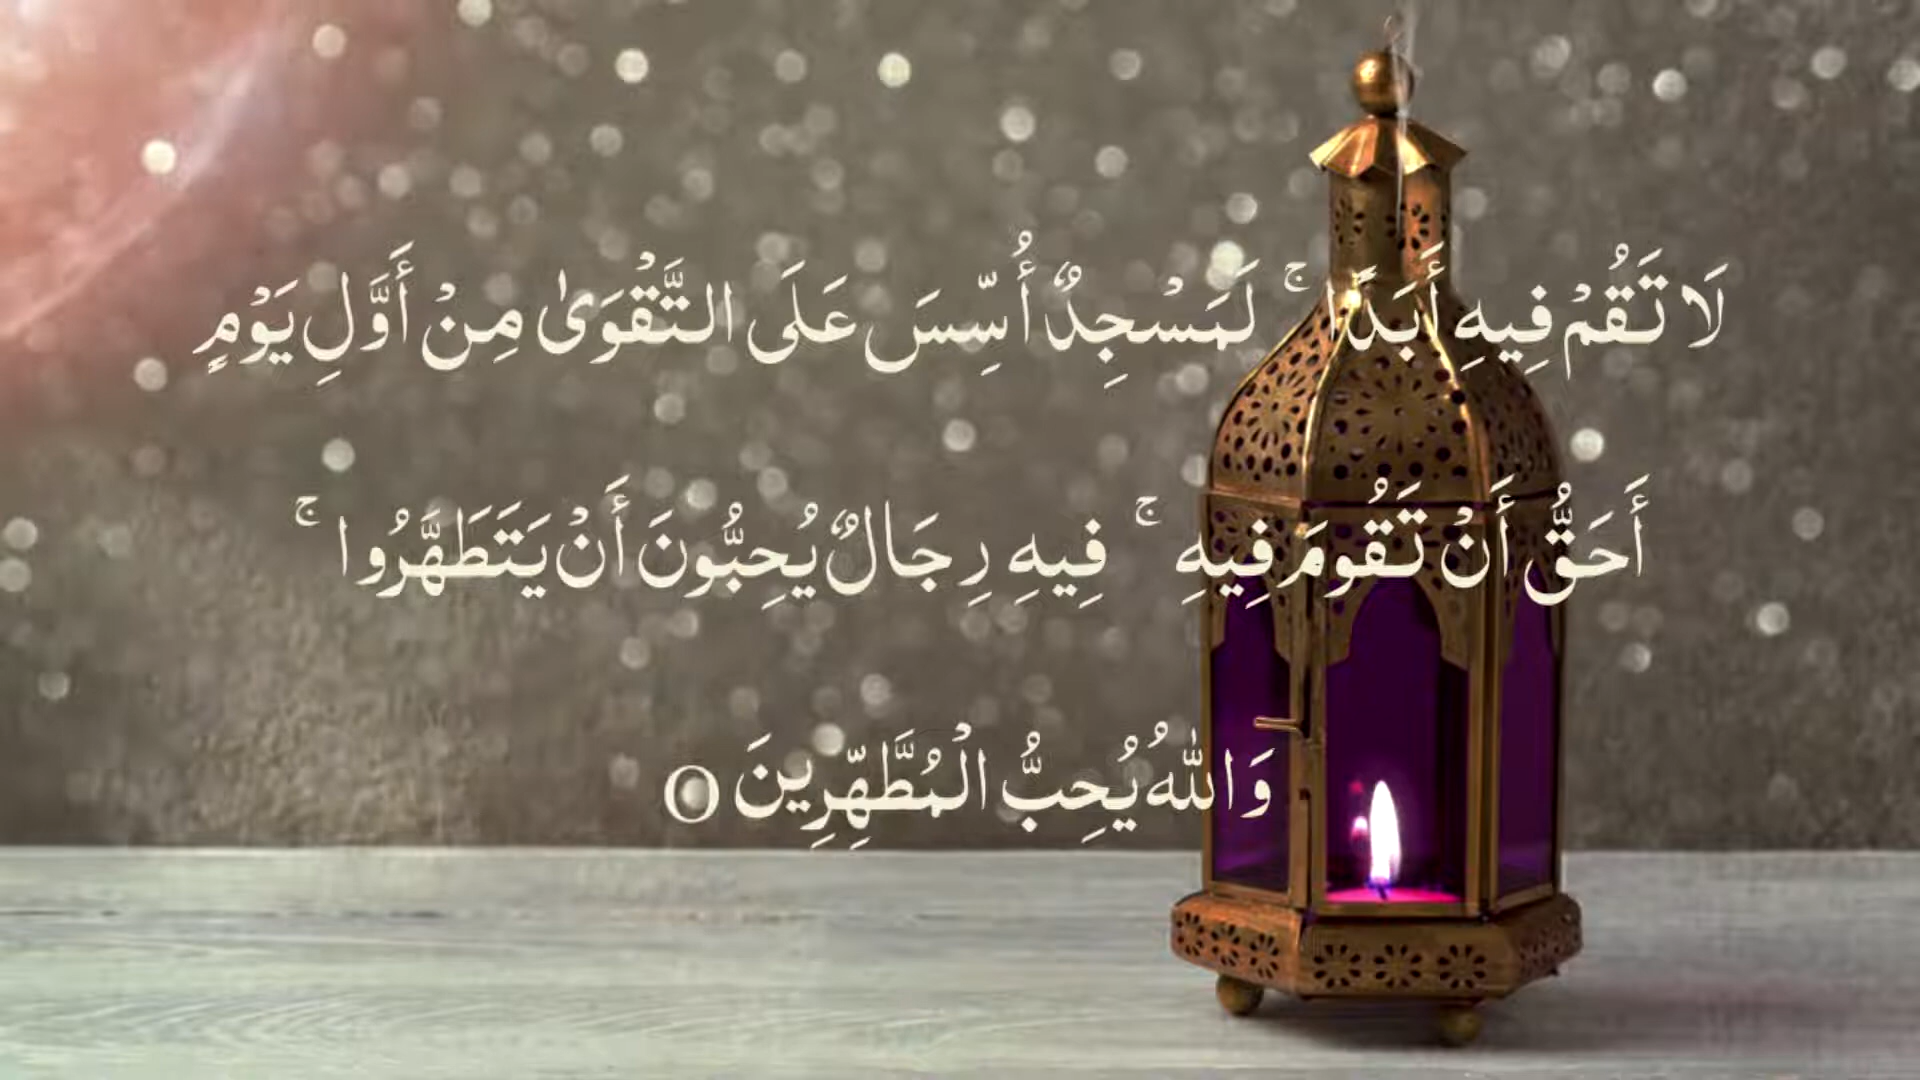 لَا تَقُمْ فِيهِ أَبَدًا ۚ لَمَسْجِدٌ أُسِّسَ عَلَى التَّقْوَىٰ مِنْ أَوَّلِ يَوْمٍ
أَحَقُّ أَنْ تَقُومَ فِيهِ ۚ فِيهِ رِجَالٌ يُحِبُّونَ أَنْ يَتَطَهَّرُوا ۚ
وَاللَّهُ يُحِبُّ الْمُطَّهِّرِينَ O